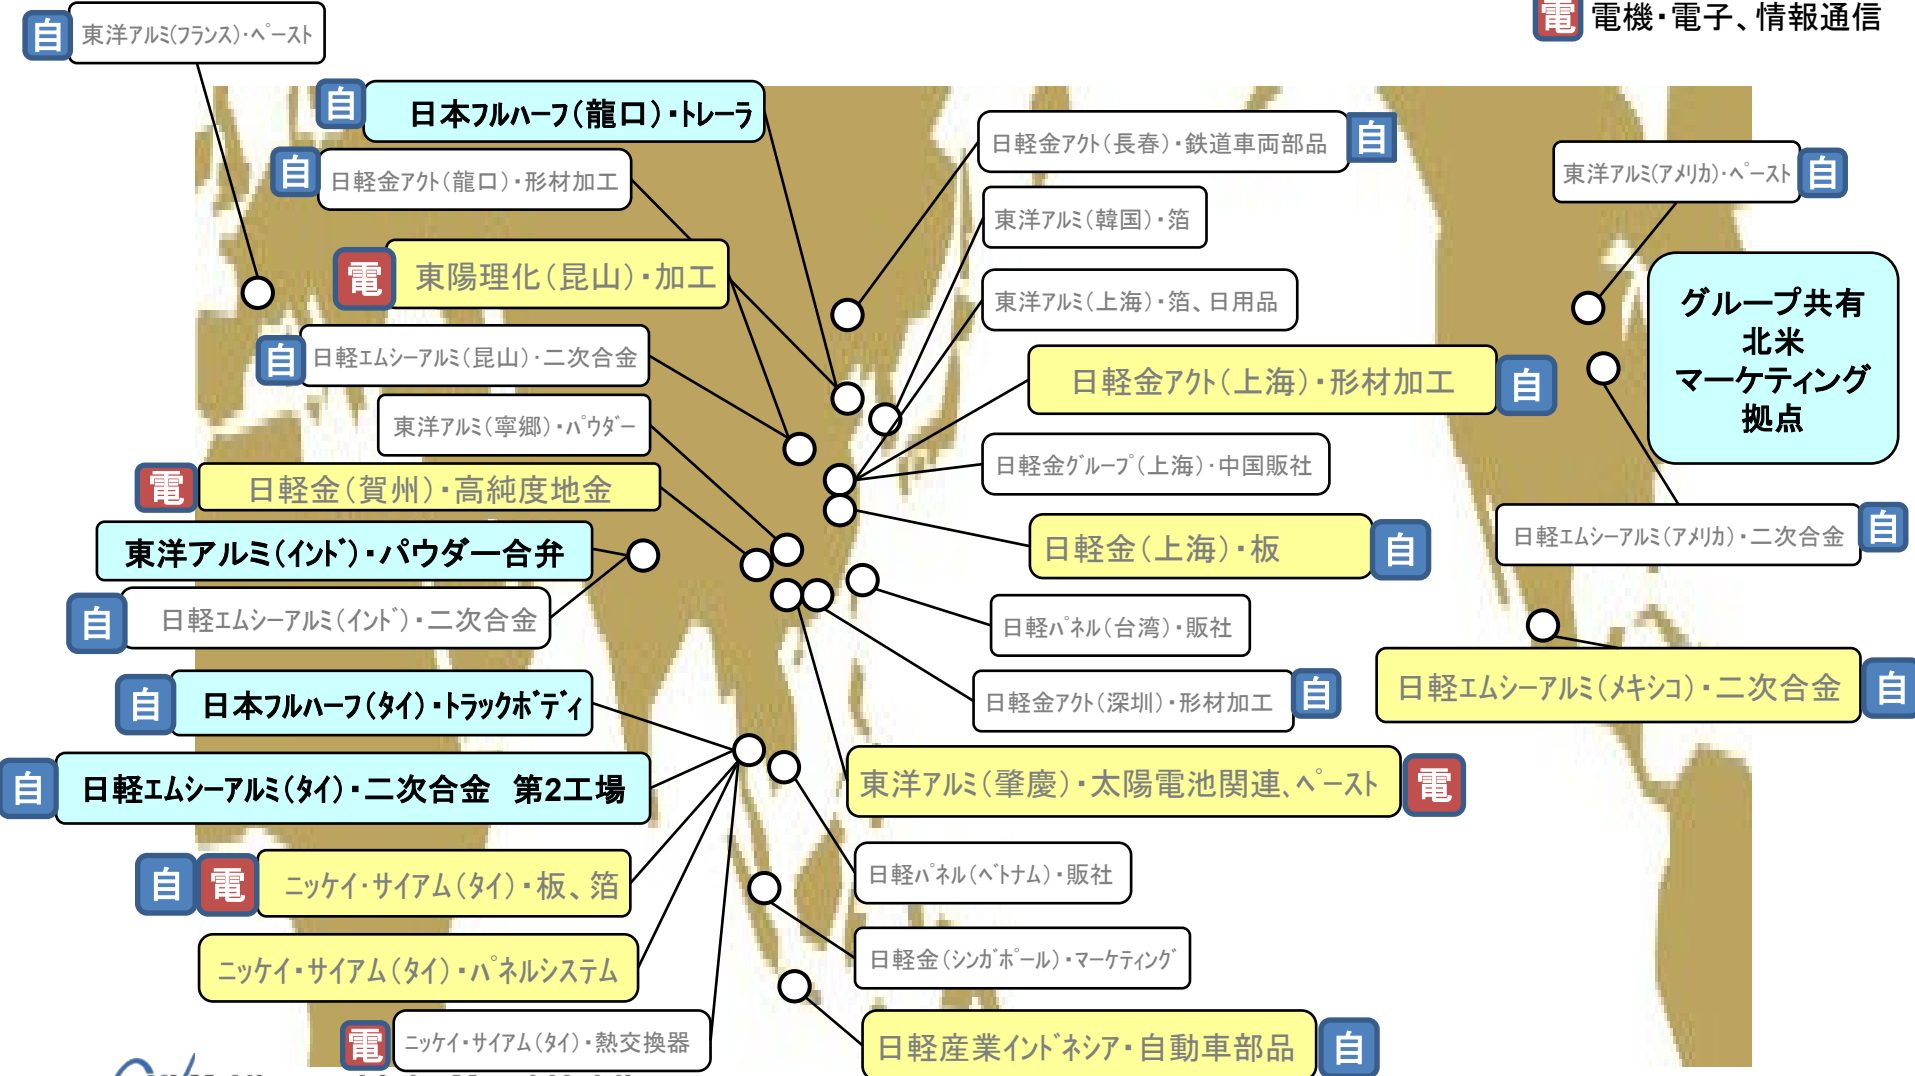 電 電機・電子、情報通信
自 東洋アルミ(フランス)・ペースト
自 日本フルハーフ(龍口)・トレーラ
自 日軽金アクト(龍口)・形材加工
電 東陽理化(昆山)・加工
自 日軽エムシーアルミ(昆山)・二次合金
東洋アルミ(寧郷)・パウダー
電 日軽金(賀州)・高純度地金
東洋アルミ(インド)・パウダー合弁
自 日軽エムシーアルミ(インド)・二次合金
自 日本フルハーフ(タイ)・トラックボディ
自 日軽エムシーアルミ(タイ)・二次合金 第2工場
自 電 ニッケイ・サイアム(タイ)・板、箔
ニッケイ・サイアム(タイ)・パネルシステム
電 ニッケイ・サイアム(タイ)・熱交換器
日軽金アクト(長春)・鉄道車両部品 自
東洋アルミ(韓国)・箔
東洋アルミ(上海)・箔、日用品
日軽金アクト(上海)・形材加工 自
日軽金グループ(上海)・中国販社
日軽金(上海)・板 自
日軽パネル(台湾)・販社
日軽金アクト(深圳)・形材加工 自
東洋アルミ(肇慶)・太陽電池関連、ペースト 電
日軽パネル(ベトナム)・販社
日軽金(シンガポール)・マーケティング
日軽産業インドネシア・自動車部品 自
東洋アルミ(アメリカ)・ペースト 自
グループ共有
北米
マーケティング
拠点
日軽エムシーアルミ(アメリカ)・二次合金 自
日軽エムシーアルミ(メキシコ)・二次合金 自